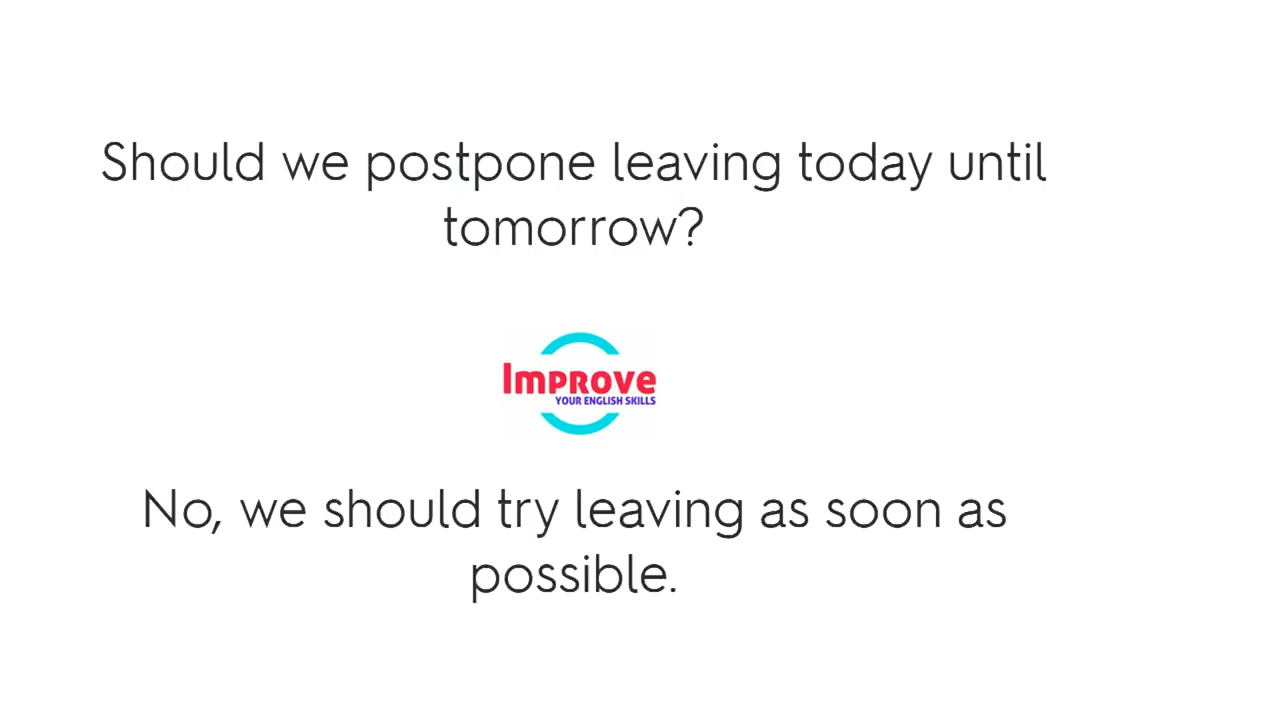 Should we postpone leaving today until
tomorrow?
Improve
YOUR ENGLISH SKILLS
No, we should try leaving as soon as
possible.